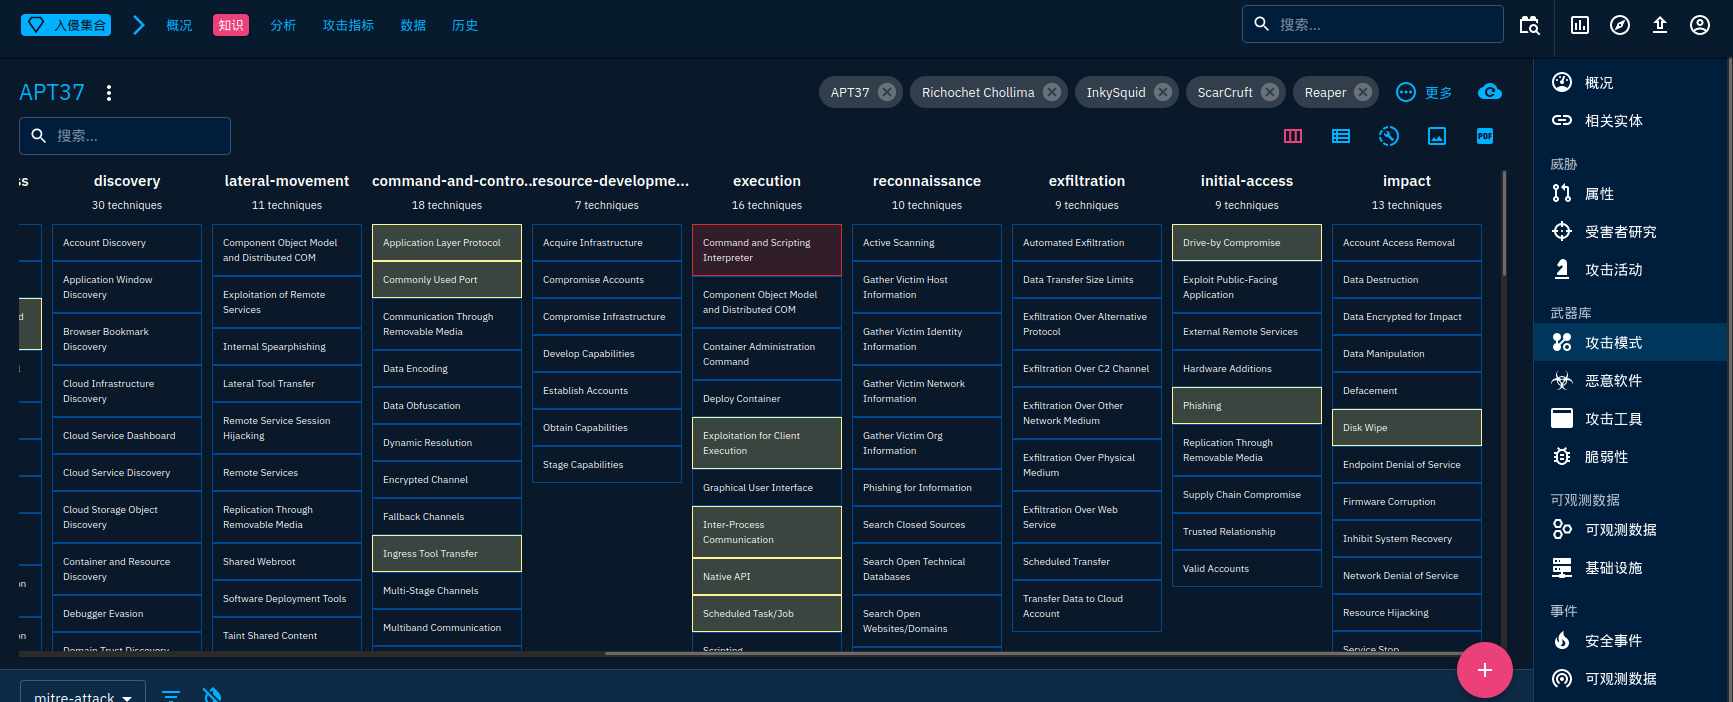 入侵集合
概况
知识
分析
攻击指标
数据
历史
搜索...
APT37
APT37
Richochet Chollima
InkySquid
ScarCruft
Reaper
更多
搜索...
PDF
ss
discovery
30 techniques
Account Discovery
Application Window
Discovery
Browser Bookmark
Discovery
Cloud Infrastructure
Discovery
Cloud Service Dashboard
Cloud Service Discovery
Cloud Storage Object
Discovery
Container and Resource
Discovery
Debugger Evasion
Domain Trust Discovery
lateral-movement
11 techniques
Component Object Model
and Distributed COM
Exploitation of Remote
Services
Internal Spearphishing
Lateral Tool Transfer
Remote Service Session
Hijacking
Remote Services
Replication Through
Removable Media
Shared Webroot
Software Deployment Tools
Taint Shared Content
command-and-contro...
18 techniques
Application Layer Protocol
Commonly Used Port
Communication Through
Removable Media
Data Encoding
Data Obfuscation
Dynamic Resolution
Encrypted Channel
Fallback Channels
Ingress Tool Transfer
Multi-Stage Channels
Multiband Communication
resource-developme...
7 techniques
Acquire Infrastructure
Compromise Accounts
Compromise Infrastructure
Develop Capabilities
Establish Accounts
Obtain Capabilities
Stage Capabilities
execution
16 techniques
Command and Scripting
Interpreter
Component Object Model
and Distributed COM
Container Administration
Command
Deploy Container
Exploitation for Client
Execution
Graphical User Interface
Inter-Process
Communication
Native API
Scheduled Task/Job
Scripting
reconnaissance
10 techniques
Active Scanning
Gather Victim Host
Information
Gather Victim Identity
Information
Gather Victim Network
Information
Gather Victim Org
Information
Phishing for Information
Search Closed Sources
Search Open Technical
Databases
Search Open
Websites/Domains
exfiltration
9 techniques
Automated Exfiltration
Data Transfer Size Limits
Exfiltration Over Alternative
Protocol
Exfiltration Over C2 Channel
Exfiltration Over Other
Network Medium
Exfiltration Over Physical
Medium
Exfiltration Over Web
Service
Scheduled Transfer
Transfer Data to Cloud
Account
initial-access
9 techniques
Drive-by Compromise
Exploit Public-Facing
Application
External Remote Services
Hardware Additions
Phishing
Replication Through
Removable Media
Supply Chain Compromise
Trusted Relationship
Valid Accounts
impact
13 techniques
Account Access Removal
Data Destruction
Data Encrypted for Impact
Data Manipulation
Defacement
Disk Wipe
Endpoint Denial of Service
Firmware Corruption
Inhibit System Recovery
Network Denial of Service
Resource Hijacking
Service Stop
mitre-attack
概况
相关实体
威胁
属性
受害者研究
攻击活动
武器库
攻击模式
恶意软件
攻击工具
脆弱性
可观测数据
可观测数据
基础设施
事件
安全事件
可观测数据